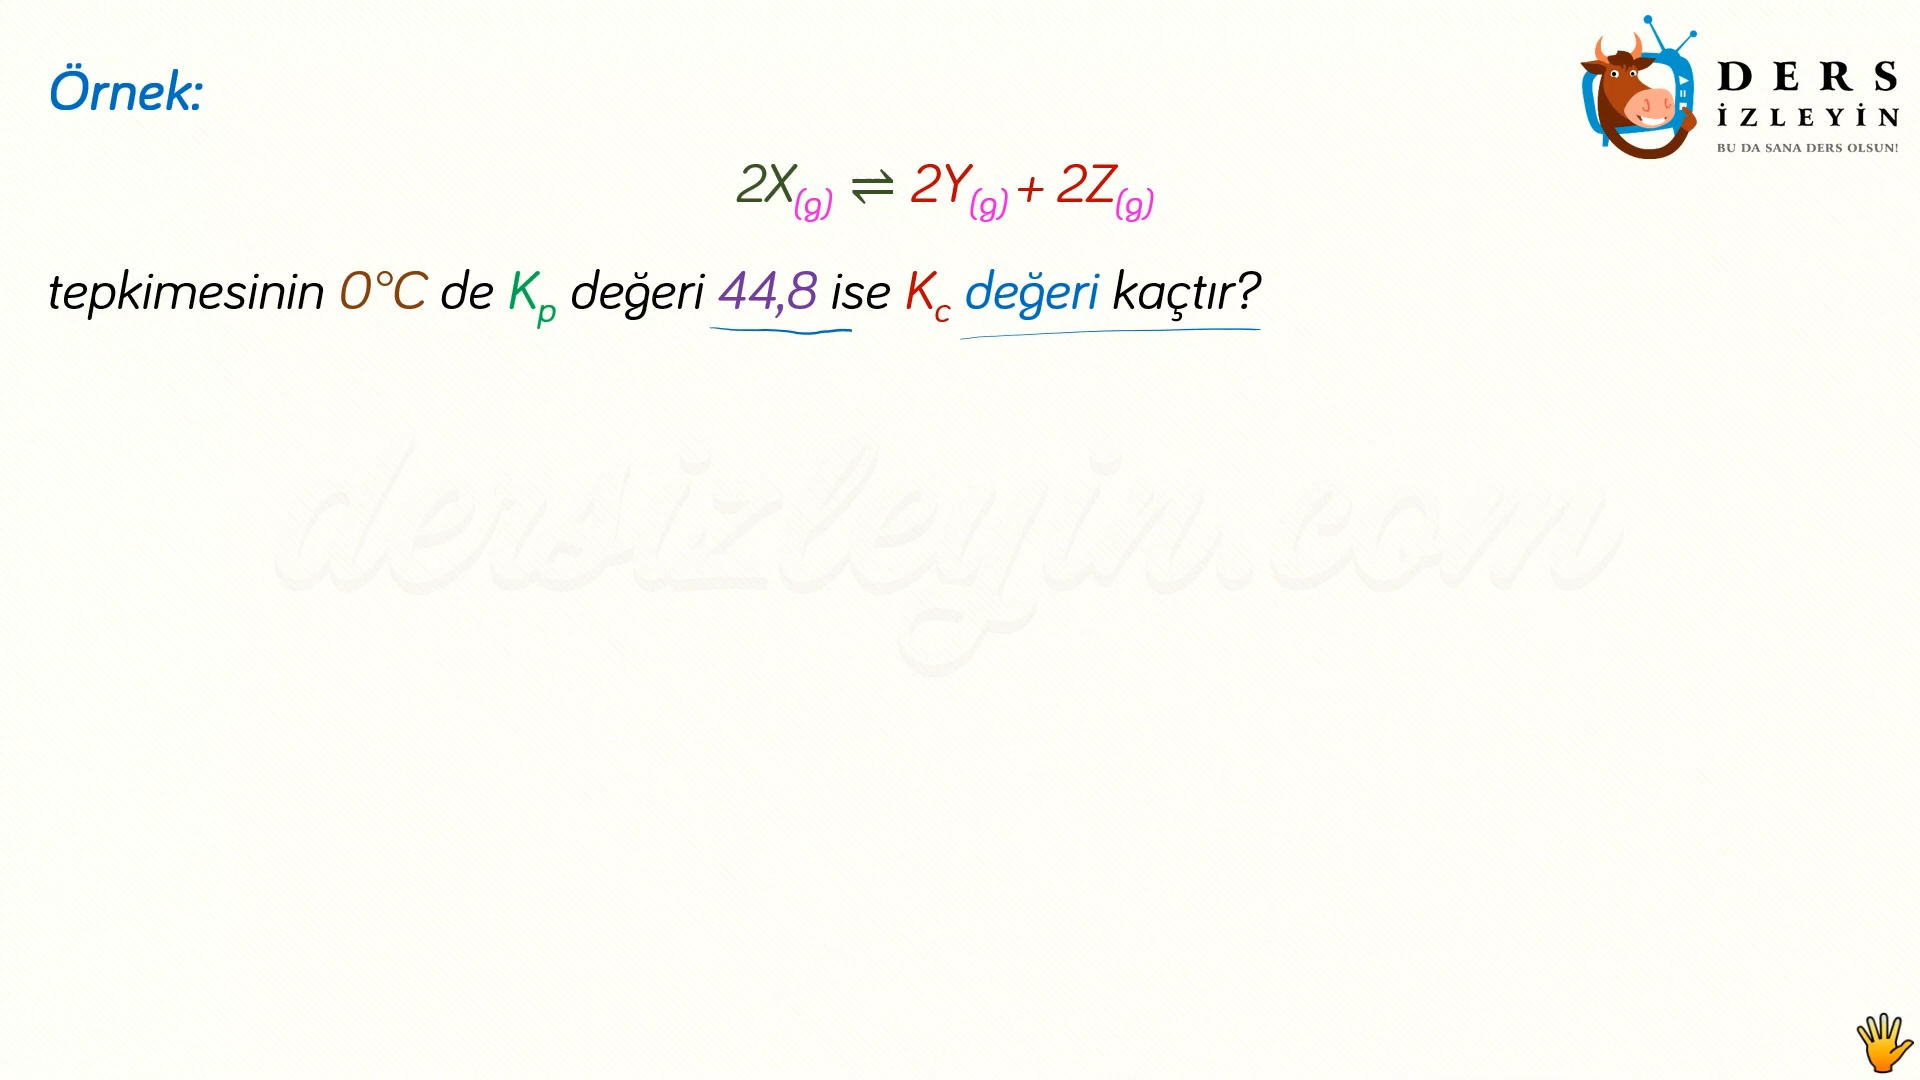 Örnek:
DERS
İZLEYİN
BU DA SANA DERS OLSUN!
2X(g) ⇌ 2Y(g) + 2Z(g)
tepkimesinin 0°C de Kp değeri 44,8 ise Kc değeri kaçtır?
dersizleyin.com